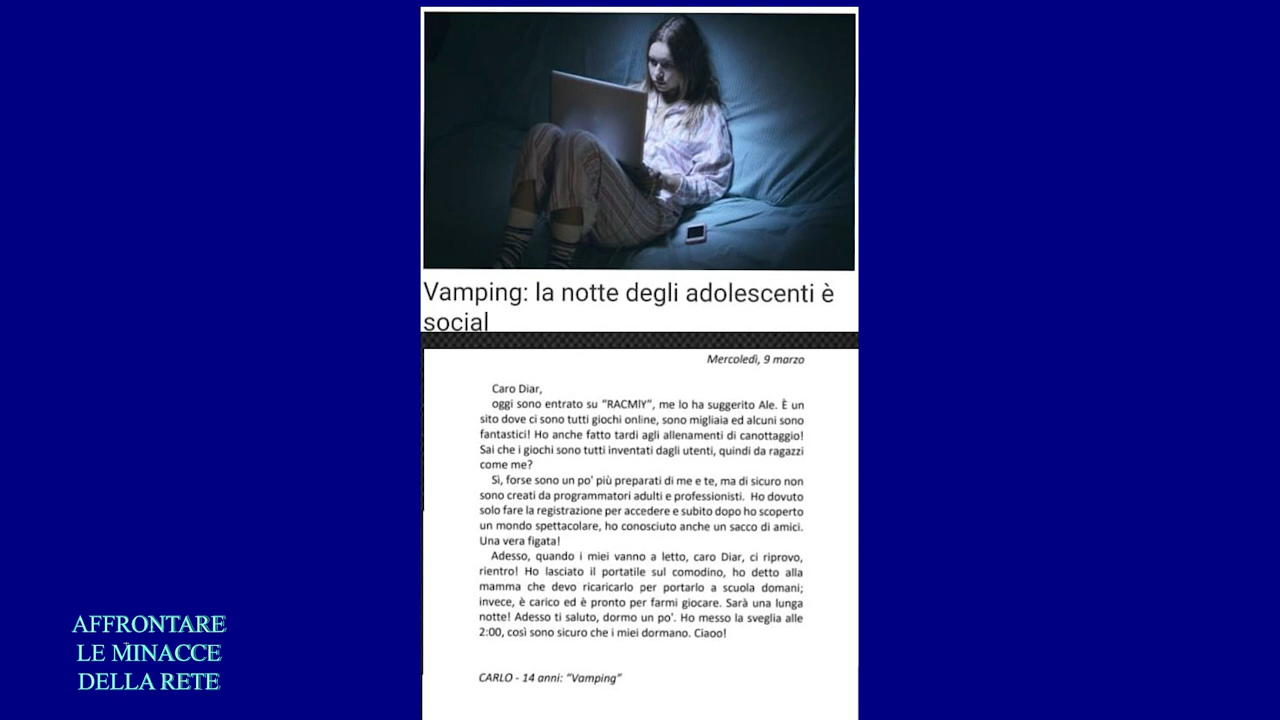 Vamping: la notte degli adolescenti è
social
Mercoledì, 9 marzo
Caro Diar,
oggi sono entrato su “RACMIY”, me lo ha suggerito Ale. È un
sito dove ci sono tutti giochi online, sono migliaia ed alcuni sono
fantastici! Ho anche fatto tardi agli allenamenti di canottaggio!
Sai che i giochi sono tutti inventati dagli utenti, quindi da ragazzi
come me?
Sì, forse sono un po' più preparati di me e te, ma di sicuro non
sono creati da programmatori adulti e professionisti. Ho dovuto
solo fare la registrazione per accedere e subito dopo ho scoperto
un mondo spettacolare, ho conosciuto anche un sacco di amici.
Una vera figata!
Adesso, quando i miei vanno a letto, caro Diar, ci riprovo,
rientro! Ho lasciato il portatile sul comodino, ho detto alla
mamma che devo ricaricarlo per portarlo a scuola domani;
invece, è carico ed è pronto per farmi giocare. Sarà una lunga
notte! Adesso ti saluto, dormo un po'. Ho messo la sveglia alle
2:00, così sono sicuro che i miei dormano. Ciaoo!
CARLO - 14 anni: “Vamping”
AFFRONTARE
LE MINACCE
DELLA RETE